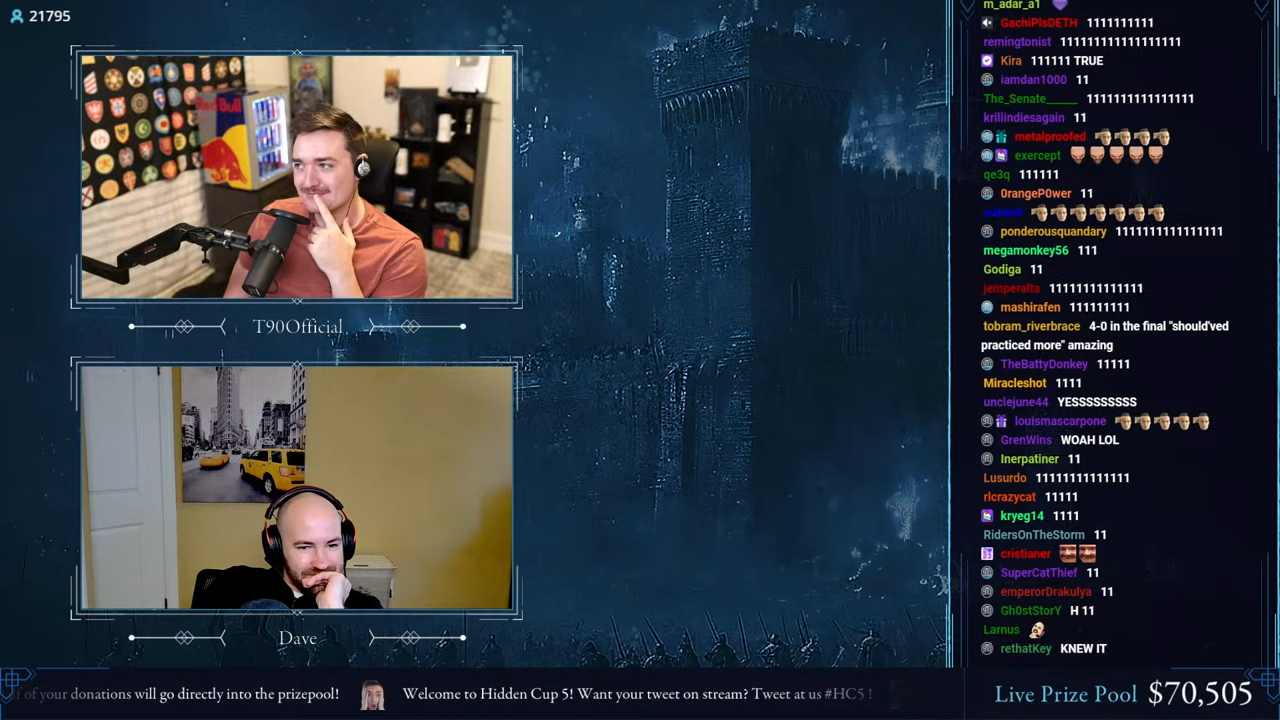 21795
Red Bull
T90Official
Dave
m_adar_a1
GachiPlsDETH 1111111111
remingtonist 11111111111111111
Kira 111111 TRUE
iamdan1000 11
The_Senate______ 111111111111111
krillindiesagain 11
metalproofed
exercept
qe3q 111111
0rangeP0wer 11
ponderousquandary 111111111111111
megamonkey56 111
Godiga 11
jemperalta 1111111111111
mashirafen 111111111
tobram_riverbrace 4-0 in the final "should'ved
practiced more" amazing
TheBattyDonkey 11111
Miracleshot 1111
unclejune44 YESSSSSSSSS
louismascarpone
GrenWins WOAH LOL
Inerpatiner 11
Lusurdo 11111111111111
rlcrazycat 11111
kryeg14 1111
RidersOnTheStorm 11
cristianer
SuperCatThief 11
emperorDrakulya 11
Gh0stStorY H 11
Larnus
rethatKey KNEW IT
of your donations will go directly into the prizepool! Welcome to Hidden Cup 5! Want your tweet on stream? Tweet at us #HC5 !
Live Prize Pool $70,505